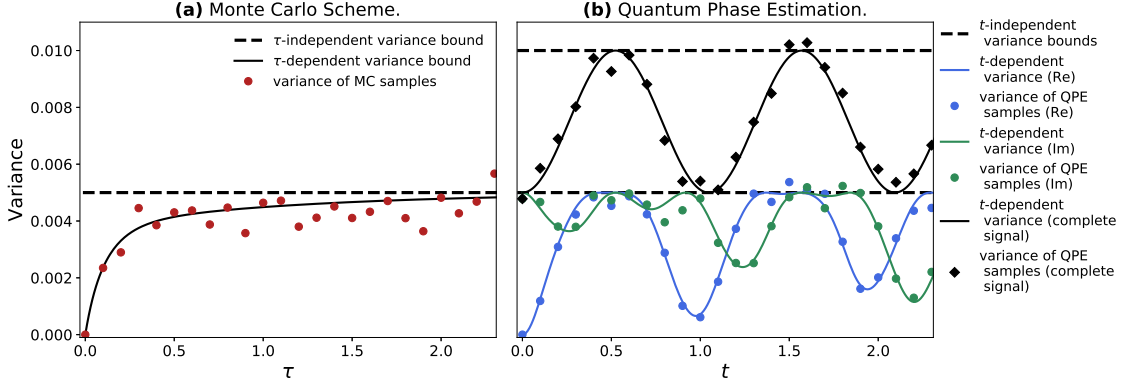 (a) Monte Carlo Scheme.
τ-independent variance bound
τ-dependent variance bound
variance of MC samples
Variance
0.010
0.008
0.006
0.004
0.002
0.000
0.0 0.5 1.0 1.5 2.0
τ
(b) Quantum Phase Estimation.
0.0 0.5 1.0 1.5 2.0
t
t-independent
variance bounds
t-dependent
variance (Re)
variance of QPE
samples (Re)
t-dependent
variance (Im)
variance of QPE
samples (Im)
t-dependent
variance (complete
signal)
variance of QPE
samples (complete
signal)